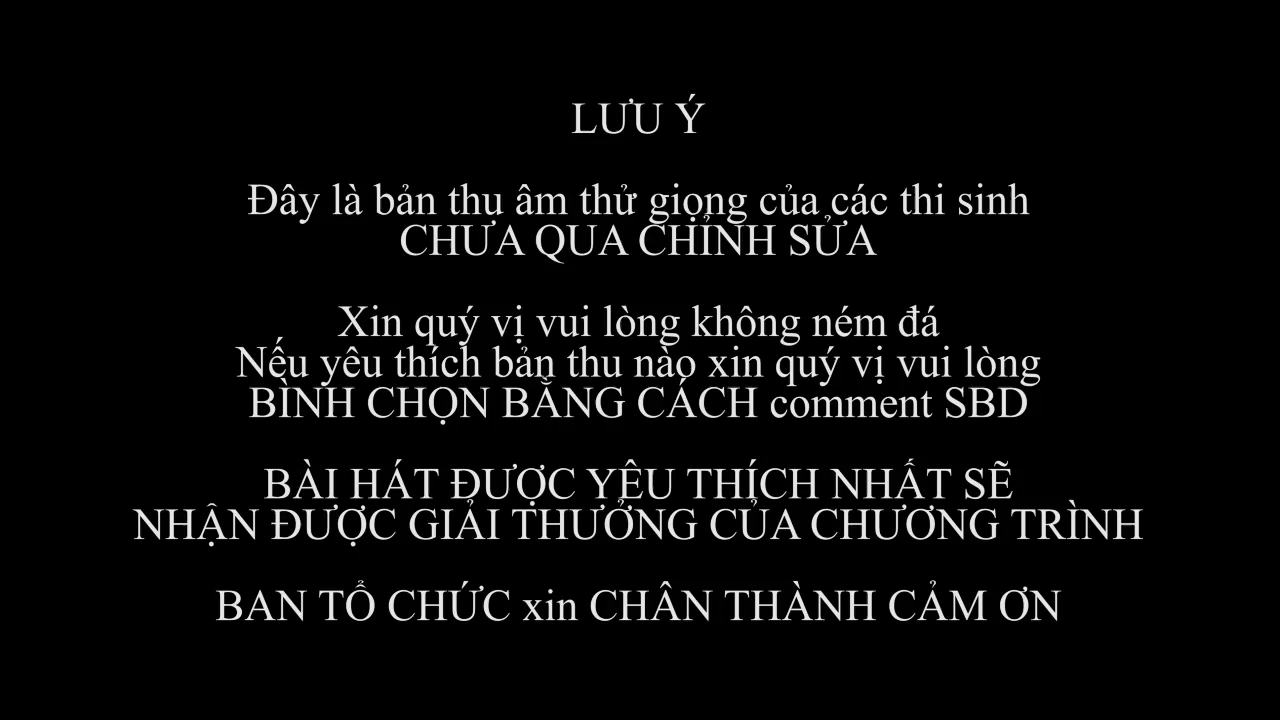 LƯU Ý
Đây là bản thu âm thử giọng của các thi sinh
CHƯA QUA CHỈNH SỬA
Xin quý vị vui lòng không ném đá
Nếu yêu thích bản thu nào xin quý vị vui lòng
BÌNH CHỌN BẰNG CÁCH comment SBD
BÀI HÁT ĐƯỢC YÊU THÍCH NHẤT SẼ
NHẬN ĐƯỢC GIẢI THƯỞNG CỦA CHƯƠNG TRÌNH
BAN TỔ CHỨC xin CHÂN THÀNH CẢM ƠN